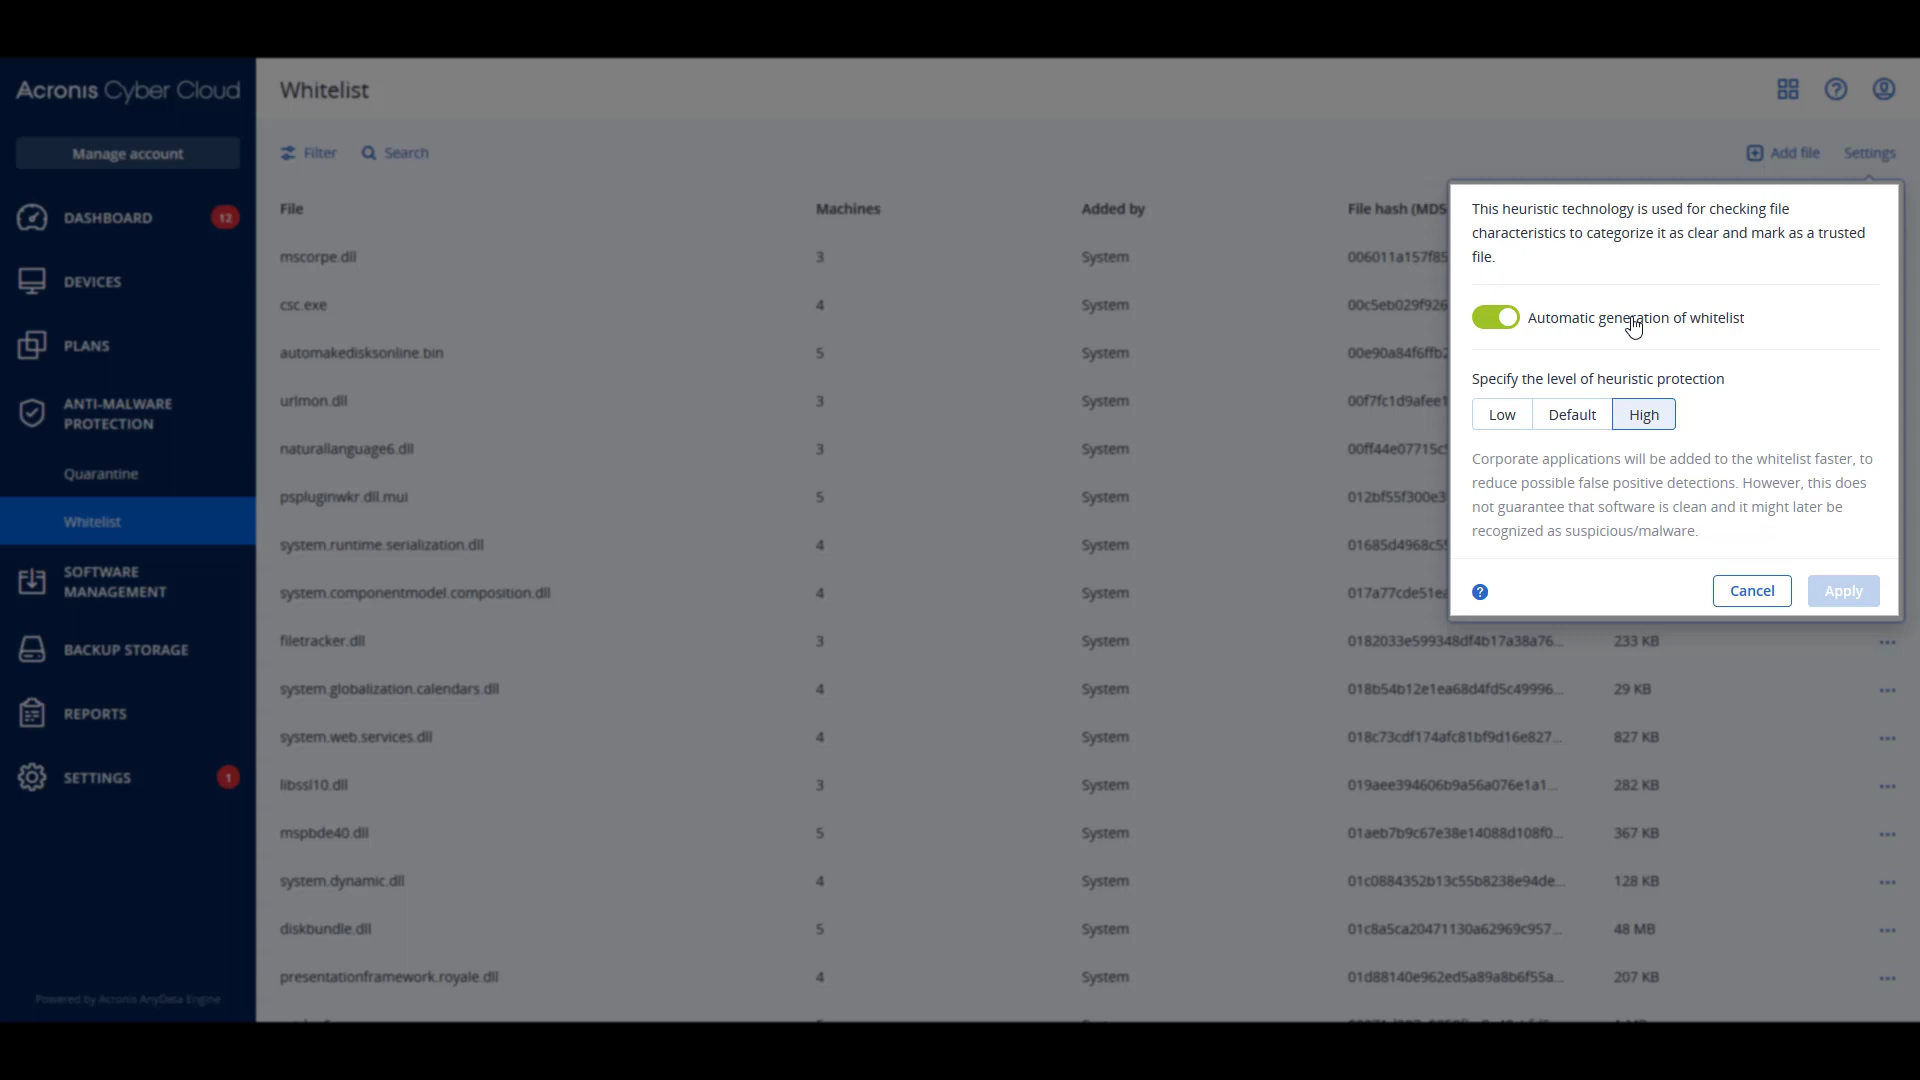 Acronis Cyber Cloud
Whitelist
Manage account
Filter
Search
Add file
Settings
DASHBOARD
12
DEVICES
PLANS
ANTI-MALWARE
PROTECTION
Quarantine
Whitelist
SOFTWARE
MANAGEMENT
BACKUP STORAGE
REPORTS
SETTINGS
1
Powered by Acronis AnyData Engine
File Machines Added by File hash (MD5
mscorpe.dll 3 System 006011a157f85
csc.exe 4 System 00c5eb029f926
automakedisksonline.bin 5 System 00e90a84f6ffb2
urlmon.dll 3 System 00f7fc1d9afee1
naturallanguage6.dll 3 System 00ff44e07715c
pspluginwkr.dll.mui 5 System 012bf55f300e3
system.runtime.serialization.dll 4 System 01685d4968c5
system.componentmodel.composition.dll 4 System 017a77cde51e
filetracker.dll 3 System 0182033e599348df4b17a38a76... 233 KB
system.globalization.calendars.dll 4 System 018b54b12e1ea68d4fd5c49996... 29 KB
system.web.services.dll 4 System 018c73cdf174afc81bf9d16e827... 827 KB
libssl10.dll 3 System 019aee394606b9a56a076e1a1... 282 KB
mspbde40.dll 5 System 01aeb7b9c67e38e14088d108f0... 367 KB
system.dynamic.dll 4 System 01c0884352b13c55b8238e94de... 128 KB
diskbundle.dll 5 System 01c8a5ca20471130a62969c957... 48 MB
presentationframework.royale.dll 4 System 01d88140e962ed5a89a8b6f55a... 207 KB
This heuristic technology is used for checking file
characteristics to categorize it as clear and mark as a trusted
file.
Automatic generation of whitelist
Specify the level of heuristic protection
Low Default High
Corporate applications will be added to the whitelist faster, to
reduce possible false positive detections. However, this does
not guarantee that software is clean and it might later be
recognized as suspicious/malware.
?
Cancel Apply